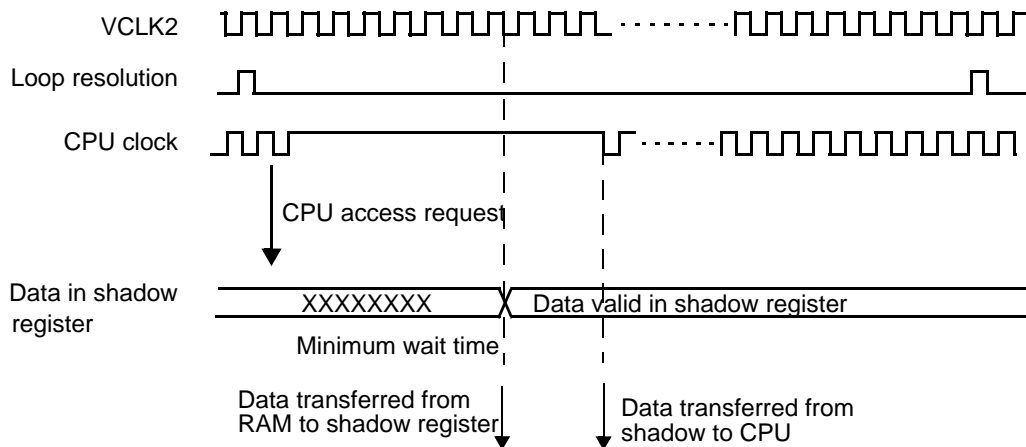 VCLK2
Loop resolution
CPU clock
CPU access request
Data in shadow
register
XXXXXXXX
Data valid in shadow register
Minimum wait time
Data transferred from
RAM to shadow register
Data transferred from
shadow to CPU